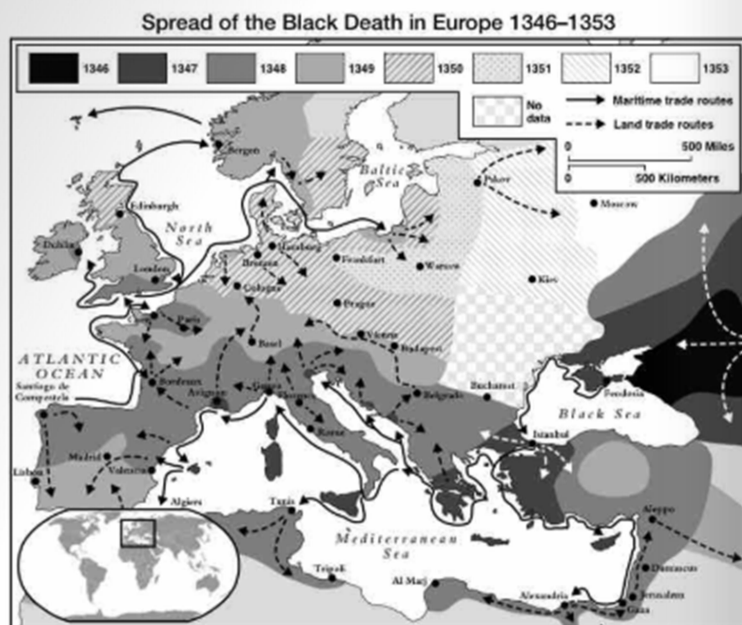 Spread of the Black Death in Europe 1346–1353
1346 1347 1348 1349 1350 1351 1352 1353
No data
Maritime trade routes
Land trade routes
0 500 Miles
0 500 Kilometers
Bergen
Baltic Sea
Pskov
Moscow
Edinburgh
North Sea
Dublin
Hamburg
Bremen
London
Frankfurt
Warsaw
Kiev
Cologne
Prague
Paris
Vienna
Basel
Budapest
ATLANTIC OCEAN
Santiago de Compostela
Bordeaux
Avignon
Genoa
Belgrade
Bucharest
Feodosia
Black Sea
Rome
Istanbul
Madrid
Valencia
Lisbon
Algiers
Tunis
Aleppo
Mediterranean Sea
Tripoli
Al Marj
Damascus
Alexandria
Jerusalem
Gaza